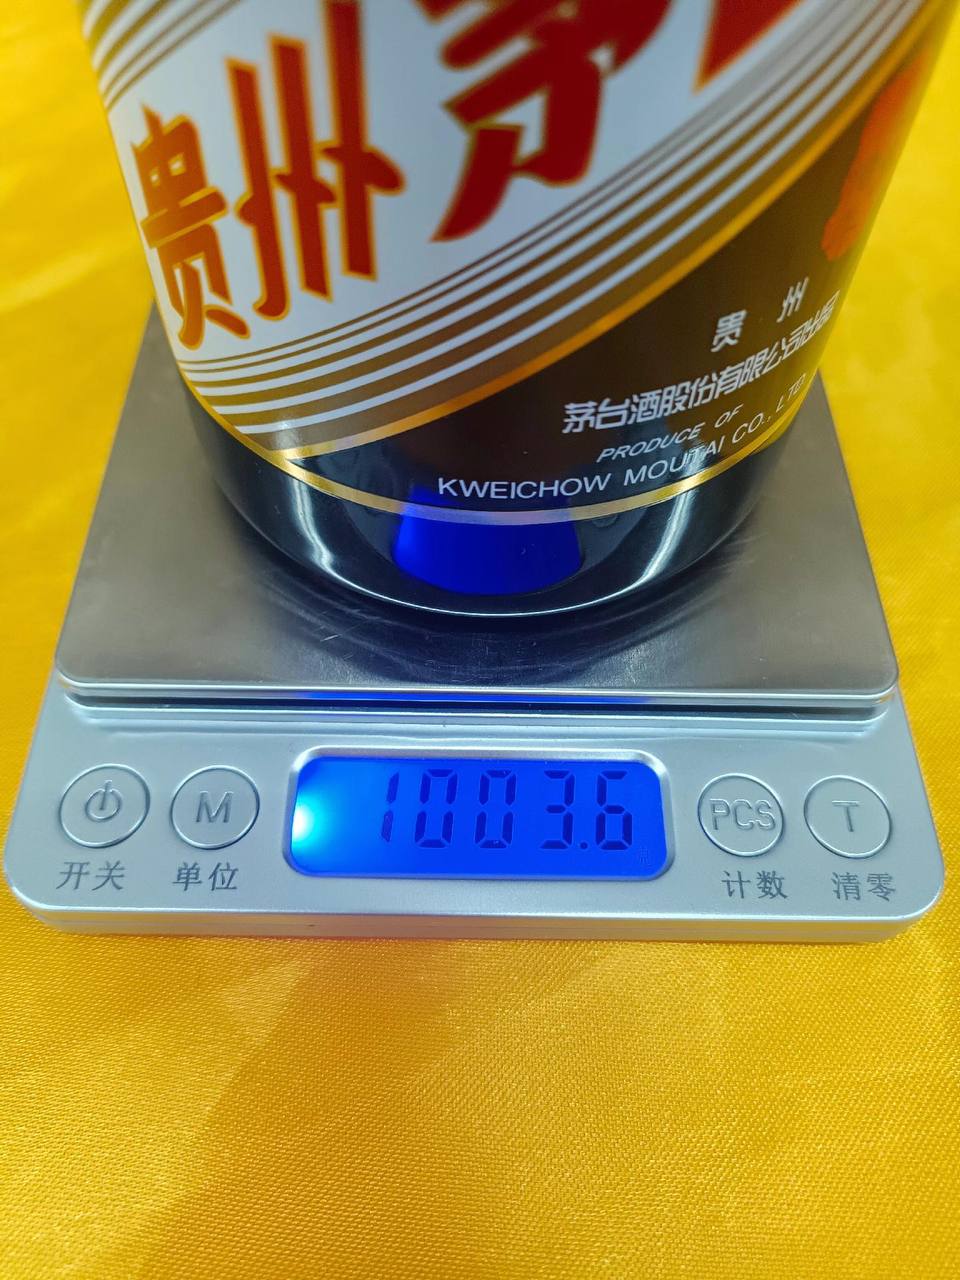 贵州茅
贵州
茅台酒股份有限公司出品
PRODUCE OF
KWEICHOW MOUTAI CO., LTD
1003.6
M
PCS
T
开关
单位
计数
清零